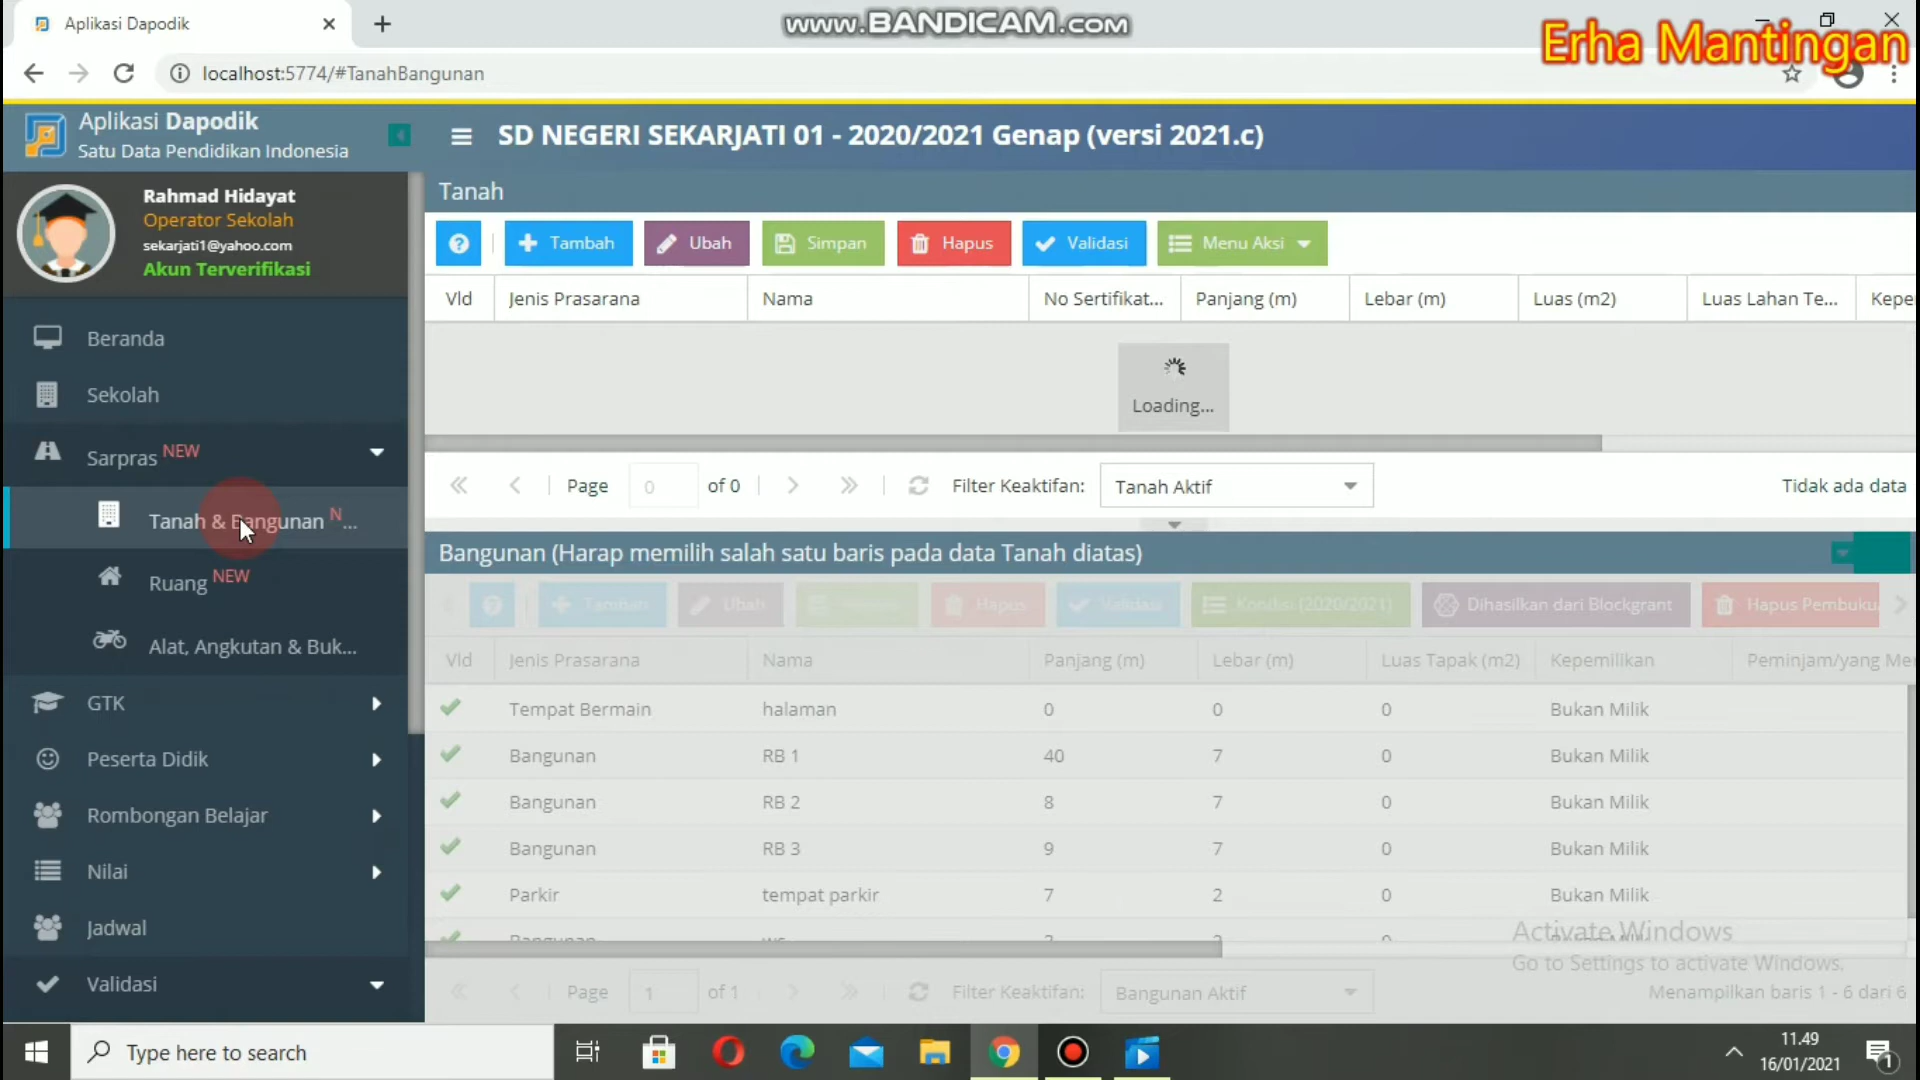 Aplikasi Dapodik
www.BANDICAM.com
Erha Mantingan
localhost:5774/#TanahBangunan
Aplikasi Dapodik
Satu Data Pendidikan Indonesia
SD NEGERI SEKARJATI 01 - 2020/2021 Genap (versi 2021.c)
Rahmad Hidayat
Operator Sekolah
sekarjati1@yahoo.com
Akun Terverifikasi
Beranda
Sekolah
Sarpras NEW
Tanah & Bangunan N...
Ruang NEW
Alat, Angkutan & Buk...
GTK
Peserta Didik
Rombongan Belajar
Nilai
Jadwal
Validasi
Tanah
Tambah Ubah Simpan Hapus Validasi Menu Aksi
Vld Jenis Prasarana Nama No Sertifikat... Panjang (m) Lebar (m) Luas (m2) Luas Lahan Te... Kepe
Loading...
Page 0 of 0 Filter Keaktifan: Tanah Aktif Tidak ada data
Bangunan (Harap memilih salah satu baris pada data Tanah diatas)
Tambah Ubah Hapus Validasi Kondisi (2020/2021) Dihasilkan dari Blockgrant Hapus Pembuku
Vld Jenis Prasarana Nama Panjang (m) Lebar (m) Luas Tapak (m2) Kepemilikan Peminjam/yang Me
Tempat Bermain halaman 0 0 0 Bukan Milik
Bangunan RB 1 40 7 0 Bukan Milik
Bangunan RB 2 8 7 0 Bukan Milik
Bangunan RB 3 9 7 0 Bukan Milik
Parkir tempat parkir 7 2 0 Bukan Milik
Bangunan
Activate Windows
Go to Settings to activate Windows.
Page 1 of 1 Filter Keaktifan: Bangunan Aktif Menampilkan baris 1 - 6 dari 6
Type here to search
11.49
16/01/2021
1